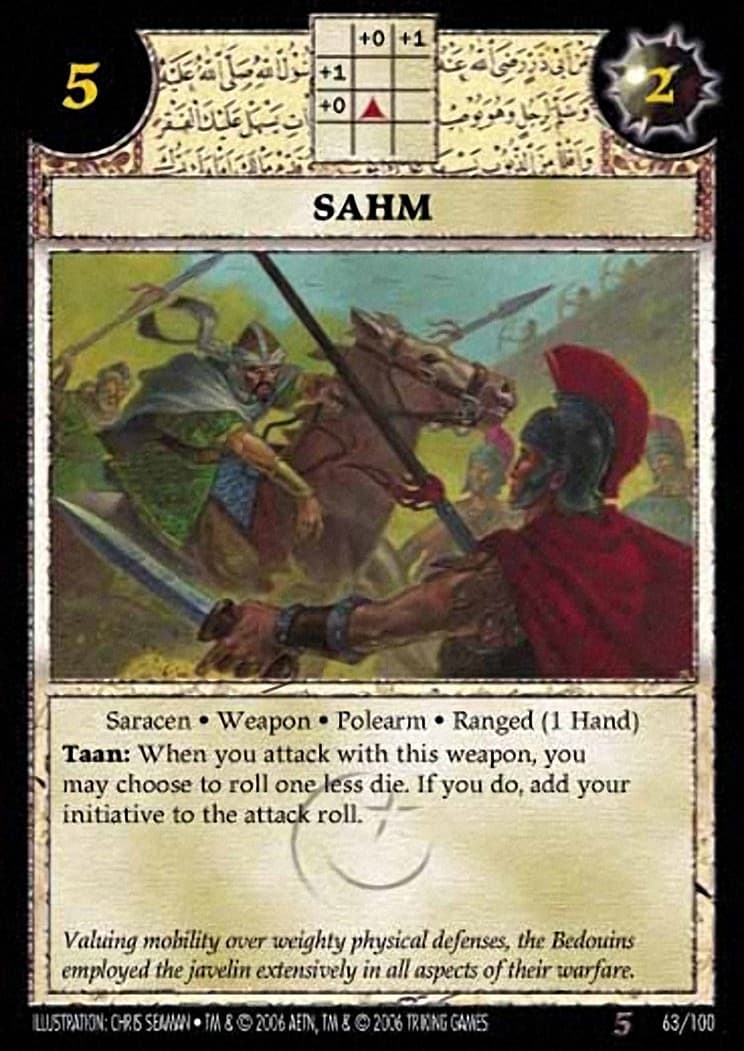 5
+0 +1
+1
+0
2
SAHM
Saracen • Weapon • Polearm • Ranged (1 Hand)
Taan: When you attack with this weapon, you
may choose to roll one less die. If you do, add your
initiative to the attack roll.
Valuing mobility over weighty physical defenses, the Bedouins
employed the javelin extensively in all aspects of their warfare.
ILLUSTRATION: CHRIS SEAMAN • TM & © 2006 AETN, TM & © 2006 TRIKING GAMES
5 63/100